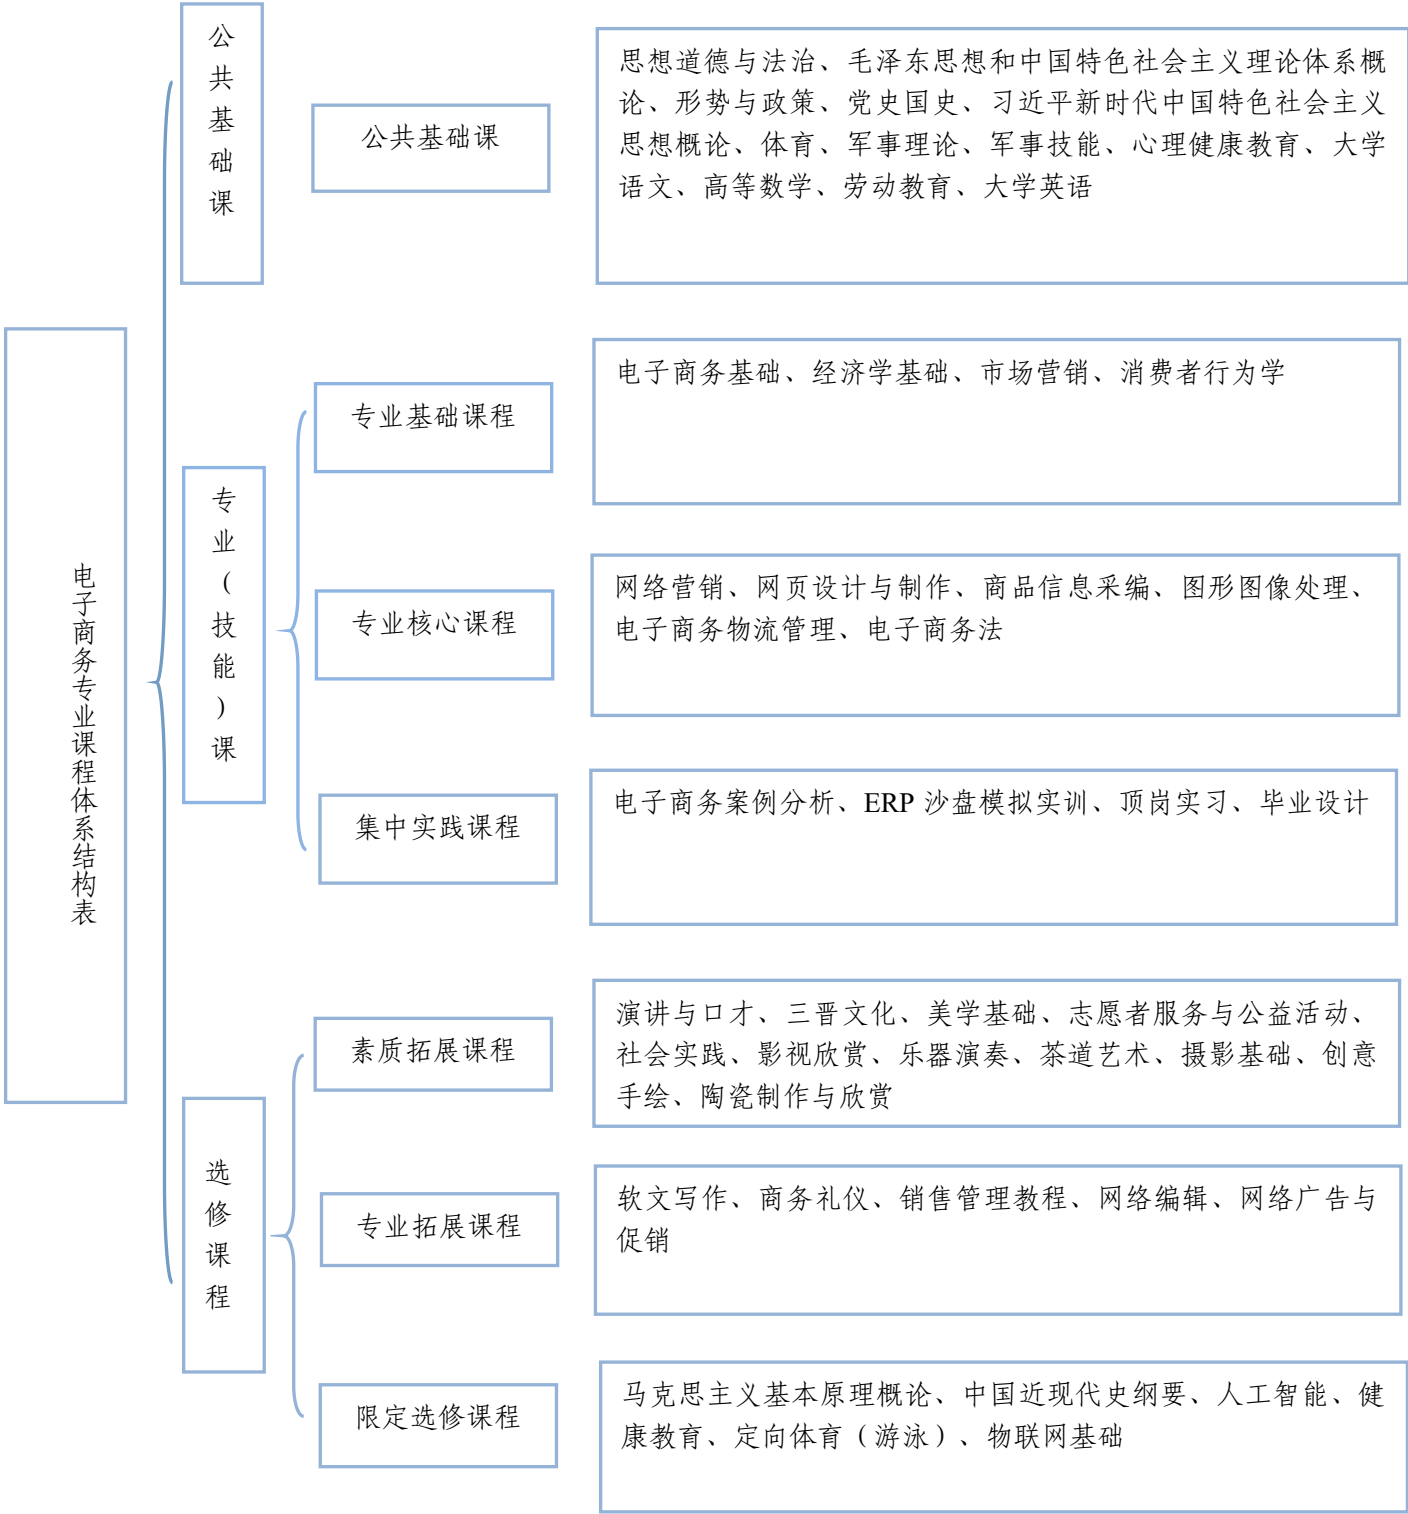 电子商务专业课程体系结构表
公共基础课
公共基础课
思想道德与法治、毛泽东思想和中国特色社会主义理论体系概
论、形势与政策、党史国史、习近平新时代中国特色社会主义
思想概论、体育、军事理论、军事技能、心理健康教育、大学
语文、高等数学、劳动教育、大学英语
专业(技能)课
专业基础课程
电子商务基础、经济学基础、市场营销、消费者行为学
专业核心课程
网络营销、网页设计与制作、商品信息采编、图形图像处理、
电子商务物流管理、电子商务法
集中实践课程
电子商务案例分析、ERP 沙盘模拟实训、顶岗实习、毕业设计
选修课程
素质拓展课程
演讲与口才、三晋文化、美学基础、志愿者服务与公益活动、
社会实践、影视欣赏、乐器演奏、茶道艺术、摄影基础、创意
手绘、陶瓷制作与欣赏
专业拓展课程
软文写作、商务礼仪、销售管理教程、网络编辑、网络广告与
促销
限定选修课程
马克思主义基本原理概论、中国近现代史纲要、人工智能、健
康教育、定向体育（游泳）、物联网基础